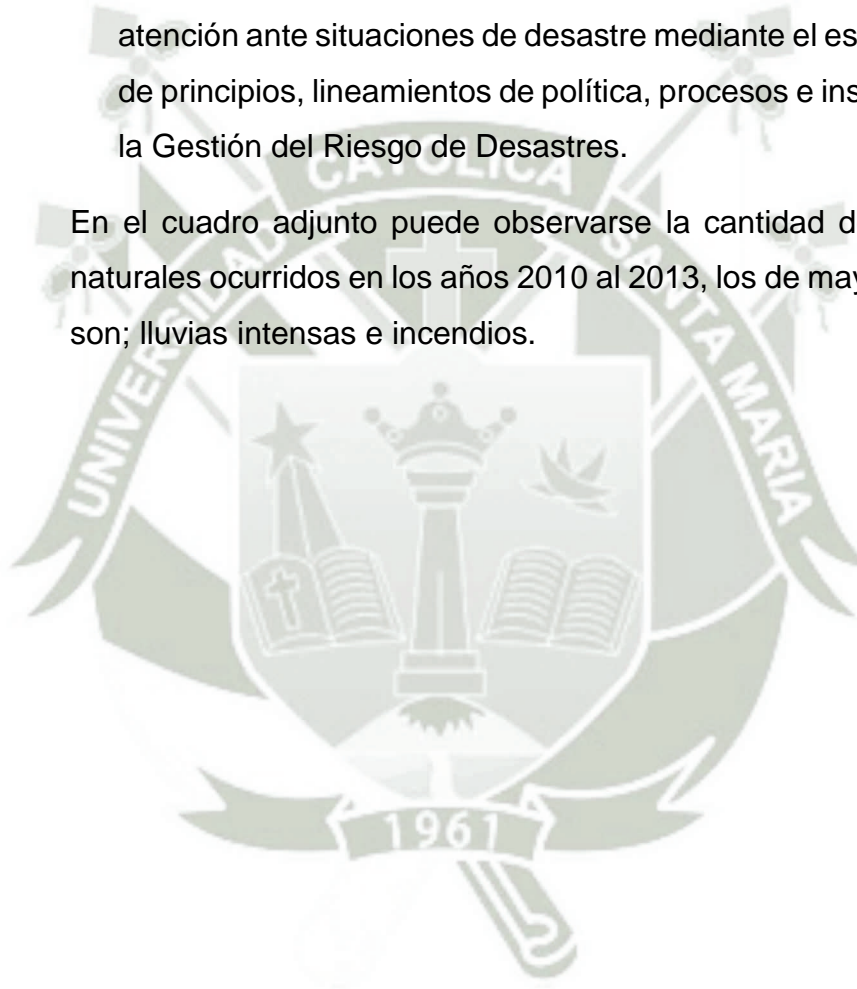 atención ante situaciones de desastre mediante el es
de principios, lineamientos de política, procesos e ins
la Gestión del Riesgo de Desastres.
CATOLICA
En el cuadro adjunto puede observarse la cantidad d
naturales ocurridos en los años 2010 al 2013, los de may
son; lluvias intensas e incendios.
UNIVERSIDAD
SANTA MARIA
1961